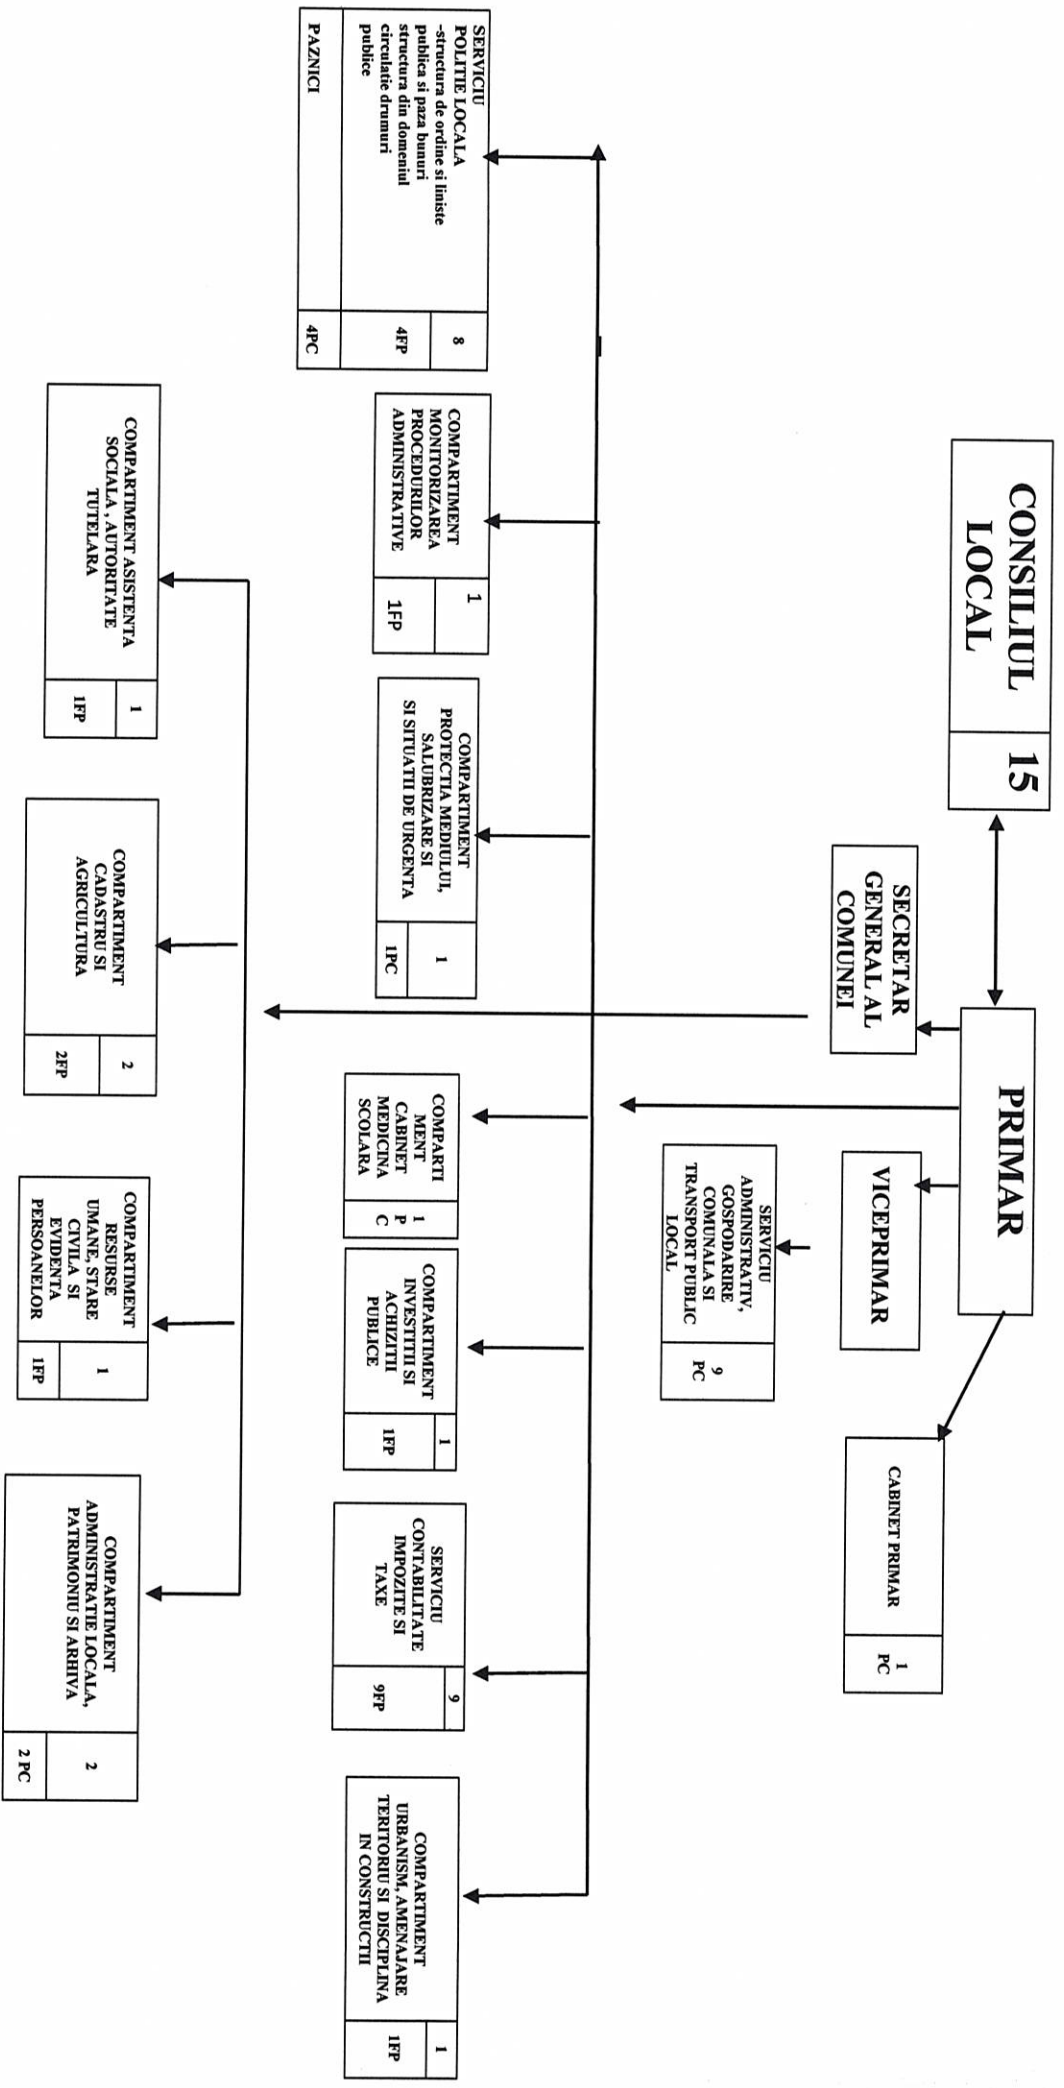 CONSILIUL
LOCAL
15
PRIMAR
SECRETAR
GENERAL AL
COMUNEI
VICEPRIMAR
CABINET PRIMAR
1
PC
SERVICIU
ADMINISTRATIV,
GOSPODARIRE
COMUNALA SI
TRANSPORT PUBLIC
LOCAL
9
PC
SERVICIU
POLITIE LOCALA
-structura de ordine si liniste
publica si paza bunuri
structura din domeniul
circulatie drumuri
publice
8
4FP
PAZNICI
4PC
COMPARTIMENT
MONITORIZAREA
PROCEDURILOR
ADMINISTRATIVE
1
1FP
COMPARTIMENT
PROTECTIA MEDIULUI,
SALUBRIZARE SI
SI SITUATII DE URGENTA
1
1PC
COMPARTI
MENT
CABINET
MEDICINA
SCOLARA
1
P
C
COMPARTIMENT
INVESTITII SI
ACHIZITII
PUBLICE
1
1FP
SERVICIU
CONTABILITATE
IMPOZITE SI
TAXE
9
9FP
COMPARTIMENT
URBANISM, AMENAJARE
TERITORIU SI DISCIPLINA
IN CONSTRUCTII
1
1FP
COMPARTIMENT ASISTENTA
SOCIALA , AUTORITATE
TUTELARA
1
1FP
COMPARTIMENT
CADASTRU SI
AGRICULTURA
2
2FP
COMPARTIMENT
RESURSE
UMANE, STARE
CIVILA SI
EVIDENTA
PERSOANELOR
1
1FP
COMPARTIMENT
ADMINISTRATIE LOCALA,
PATRIMONIU SI ARHIVA
2
2 PC